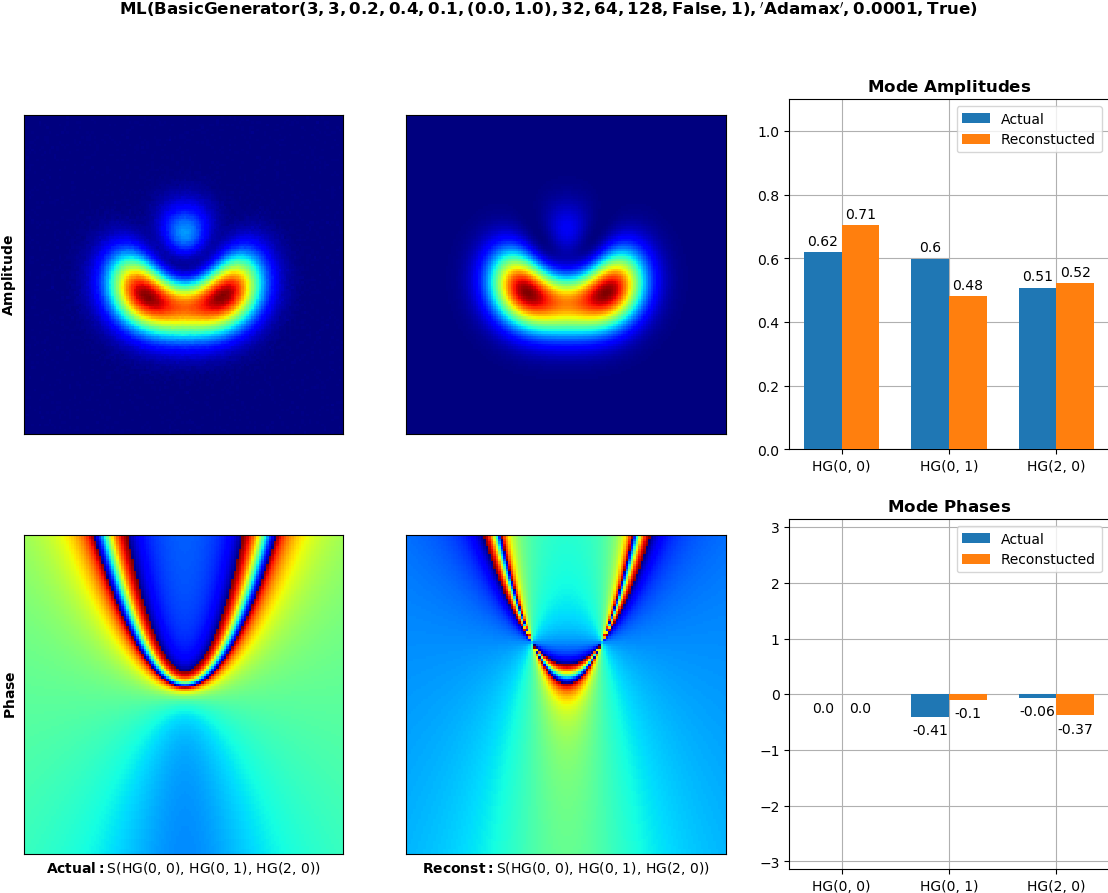 ML(BasicGenerator(3, 3, 0.2, 0.4, 0.1, (0.0, 1.0), 32, 64, 128, False, 1), ′Adamax′, 0.0001, True)
Amplitude
Mode Amplitudes
Actual
Reconstucted
1.0
0.8
0.6
0.4
0.2
0.0
0.62
0.71
0.6
0.48
0.51
0.52
HG(0, 0)
HG(0, 1)
HG(2, 0)
Phase
Actual: S(HG(0, 0), HG(0, 1), HG(2, 0))
Reconst: S(HG(0, 0), HG(0, 1), HG(2, 0))
Mode Phases
Actual
Reconstucted
3
2
1
0
−1
−2
−3
0.0
0.0
-0.41
-0.1
-0.06
-0.37
HG(0, 0)
HG(0, 1)
HG(2, 0)